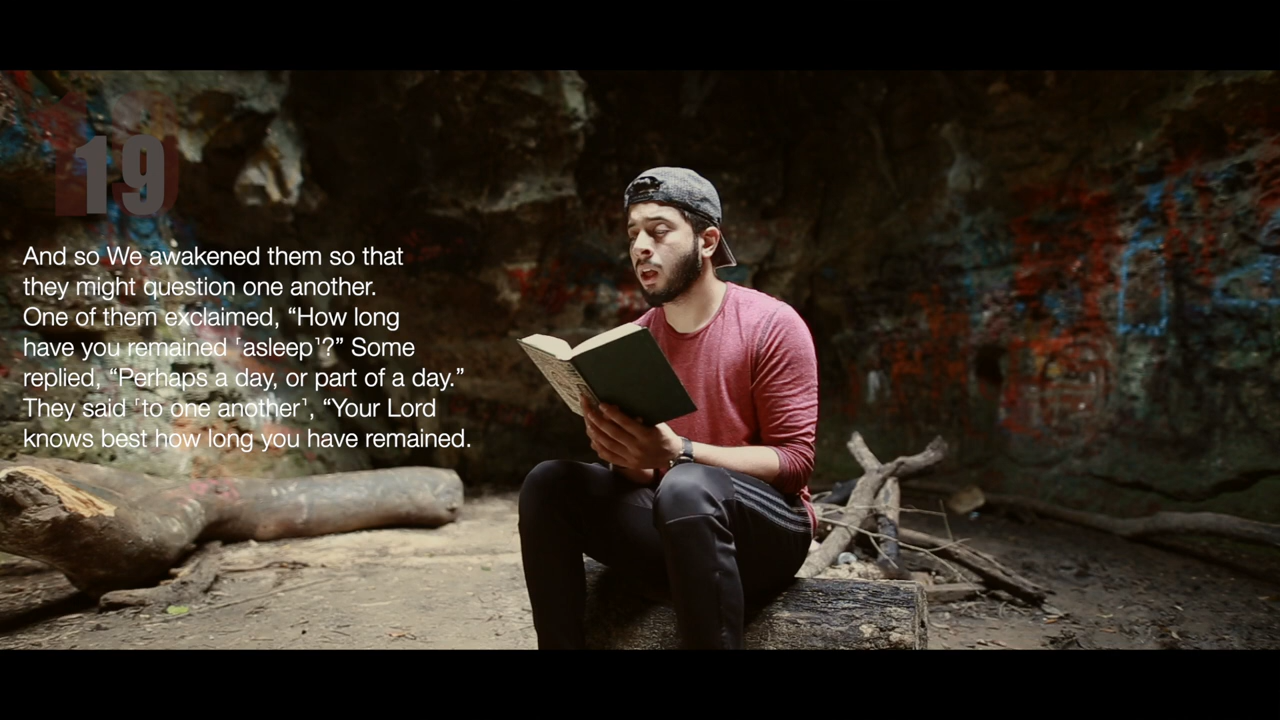 19
And so We awakened them so that
they might question one another.
One of them exclaimed, “How long
have you remained ˹asleep˺?” Some
replied, “Perhaps a day, or part of a day.”
They said ˹to one another˺, “Your Lord
knows best how long you have remained.